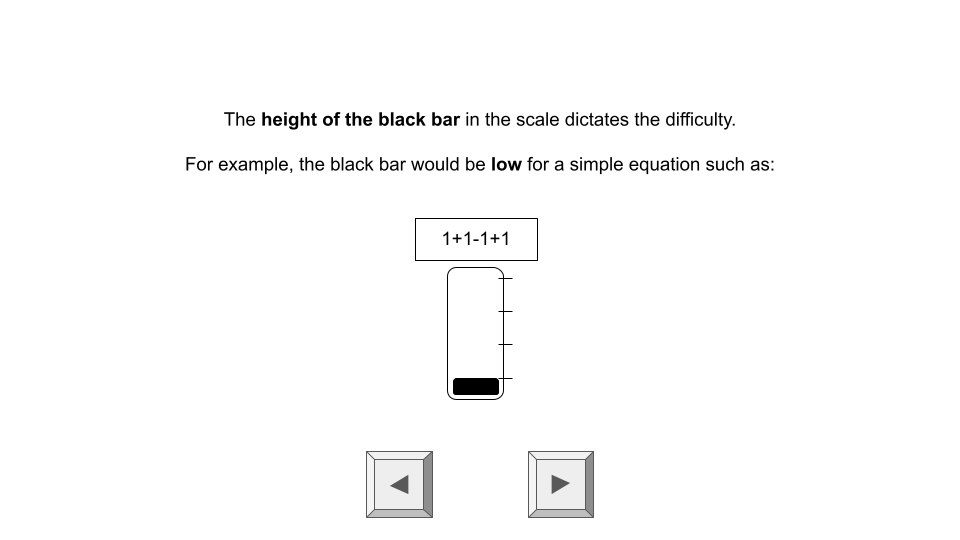 The height of the black bar in the scale dictates the difficulty.
For example, the black bar would be low for a simple equation such as:
1+1-1+1